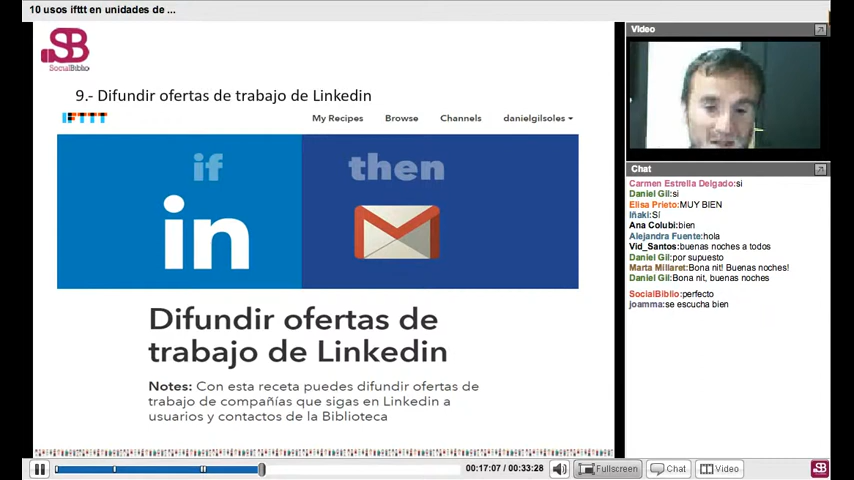 10 usos ifttt en unidades de ...
SB
SocialBiblio
9.- Difundir ofertas de trabajo de Linkedin
IFTTT
My Recipes Browse Channels danielgilsoles
if then
in
Difundir ofertas de
trabajo de Linkedin
Notes: Con esta receta puedes difundir ofertas de
trabajo de compañías que sigas en Linkedin a
usuarios y contactos de la Biblioteca
Video
Chat
Carmen Estrella Delgado:si
Daniel Gil:si
Elisa Prieto:MUY BIEN
Iñaki:Sí
Ana Colubi:bien
Alejandra Fuente:hola
Vid_Santos:buenas noches a todos
Daniel Gil:por supuesto
Marta Millaret:Bona nit! Buenas noches!
Daniel Gil:Bona nit, buenas noches
SocialBiblio:perfecto
joamma:se escucha bien
00:17:07 / 00:33:28
Fullscreen
Chat
Video
SB